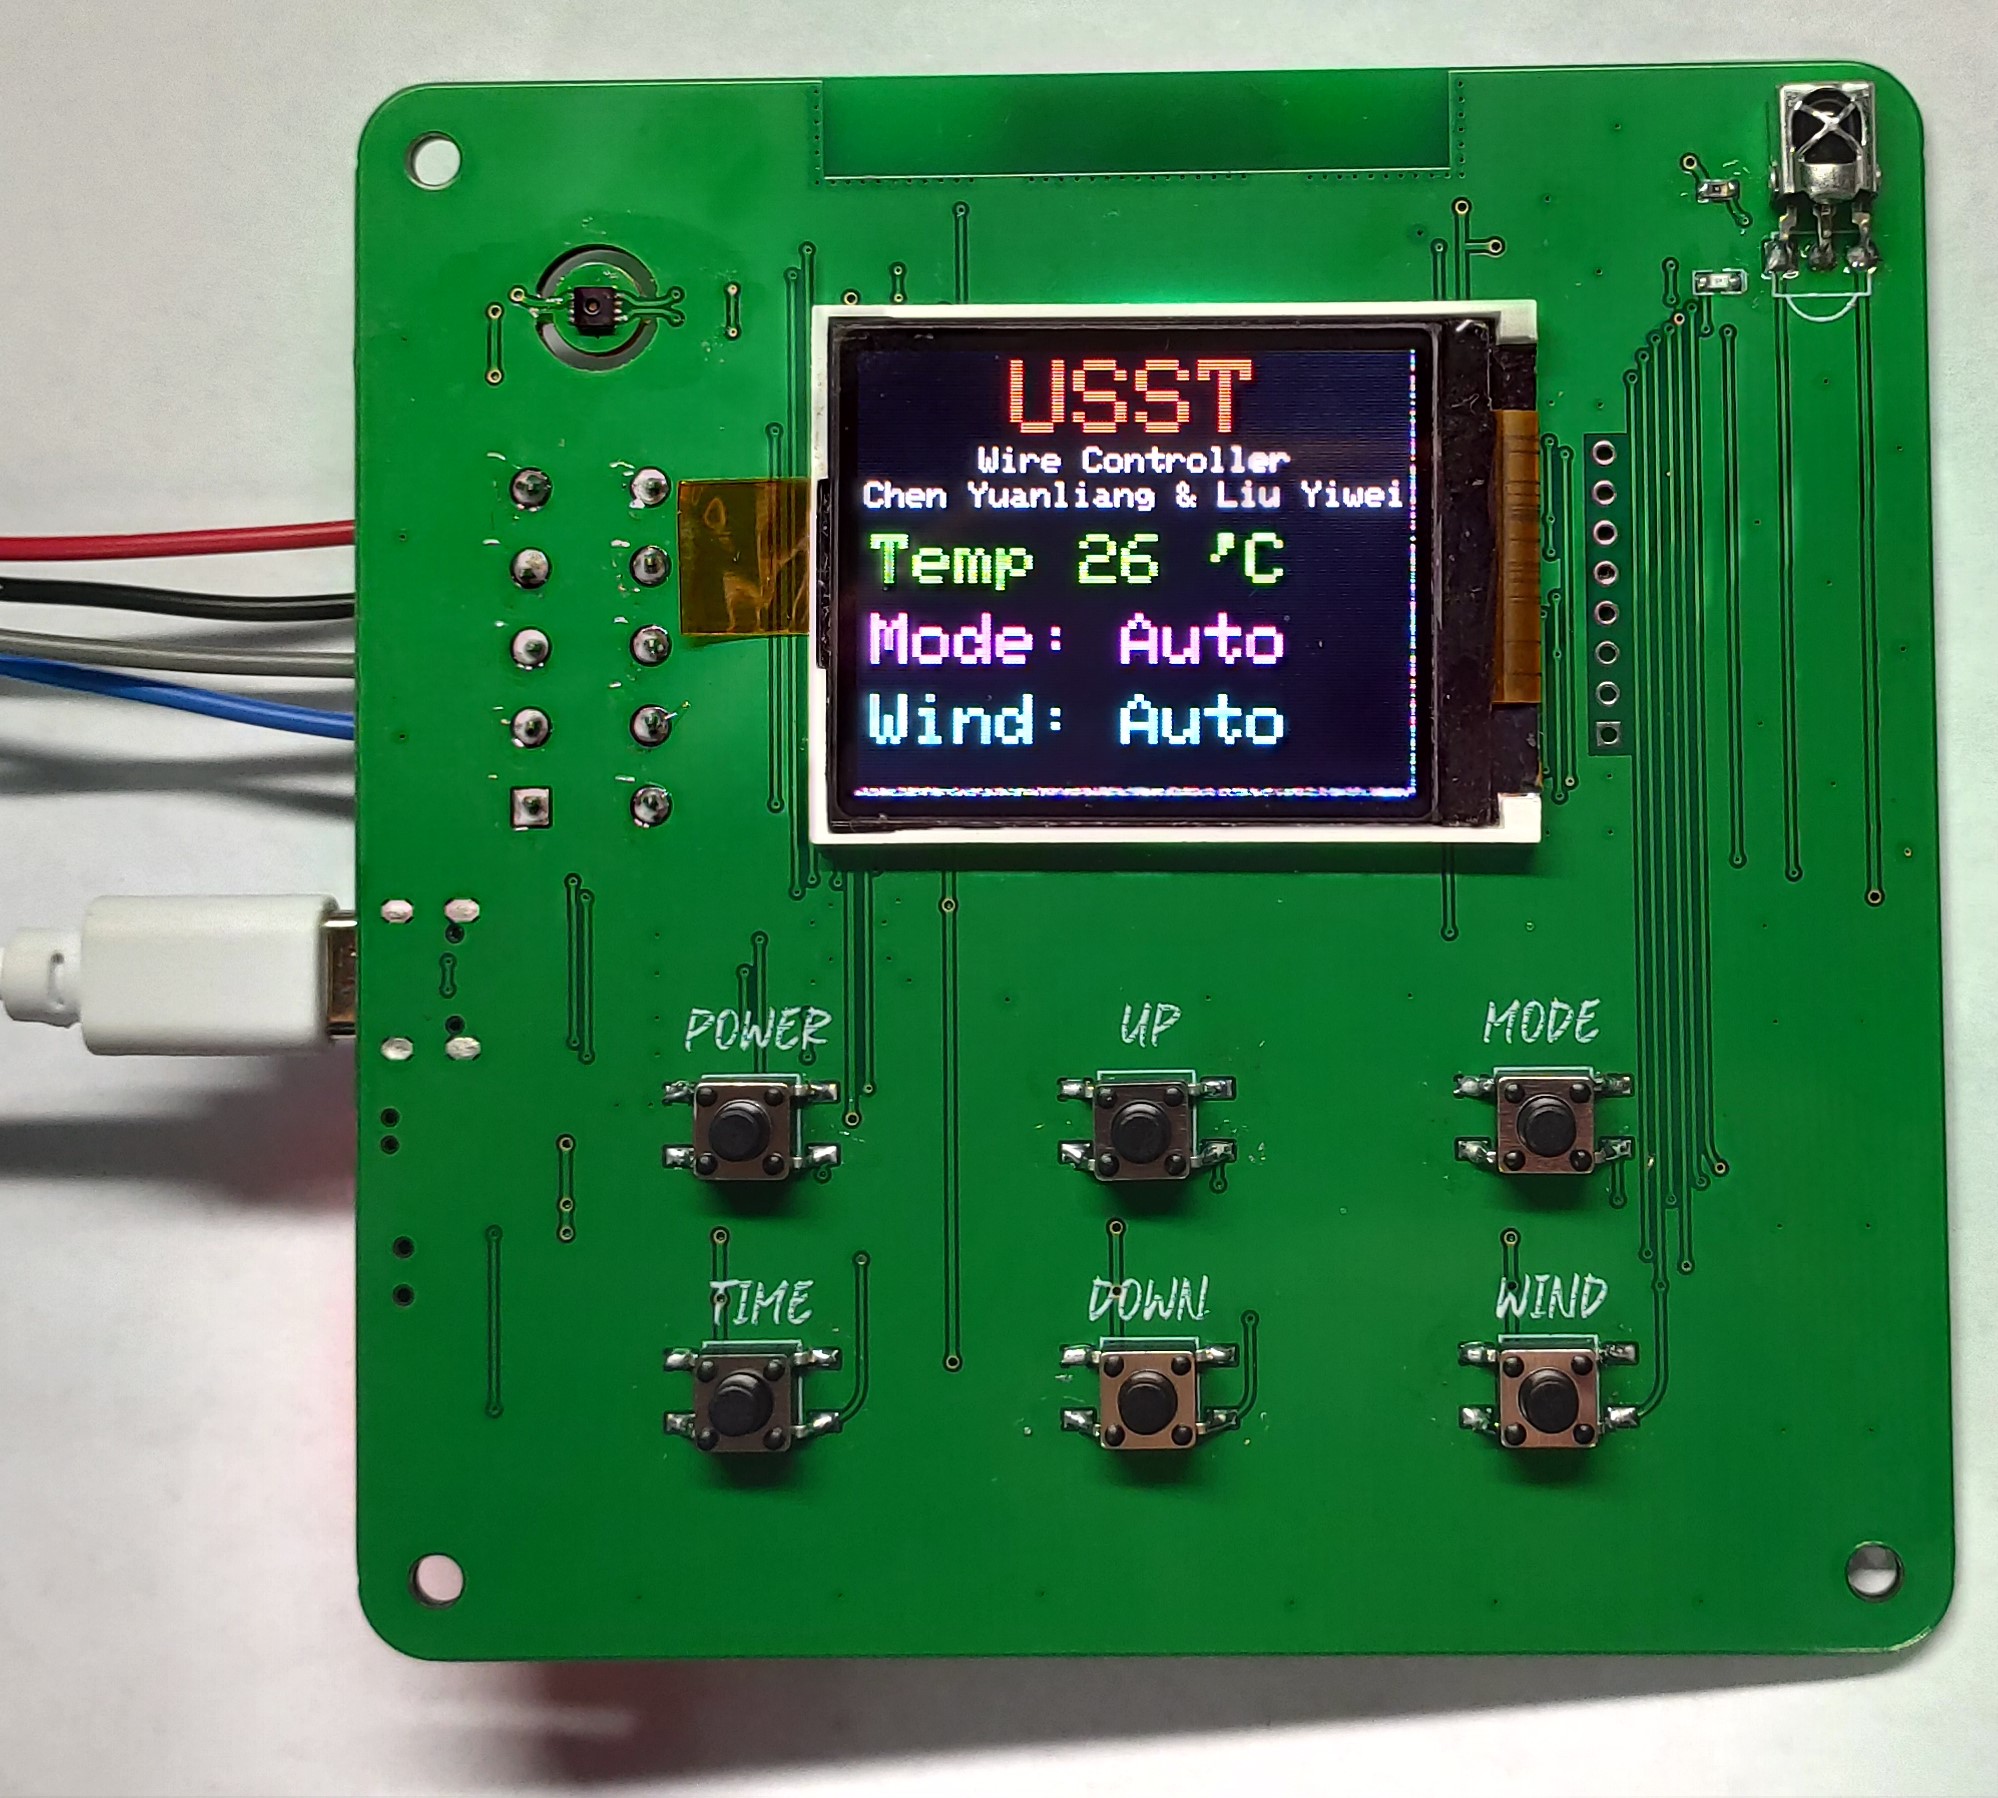 USST
Wire Controller
Chen Yuanliang & Liu Yiwei
Temp 26 'C
Mode: Auto
Wind: Auto
POWER UP MODE
TIME DOWN WIND